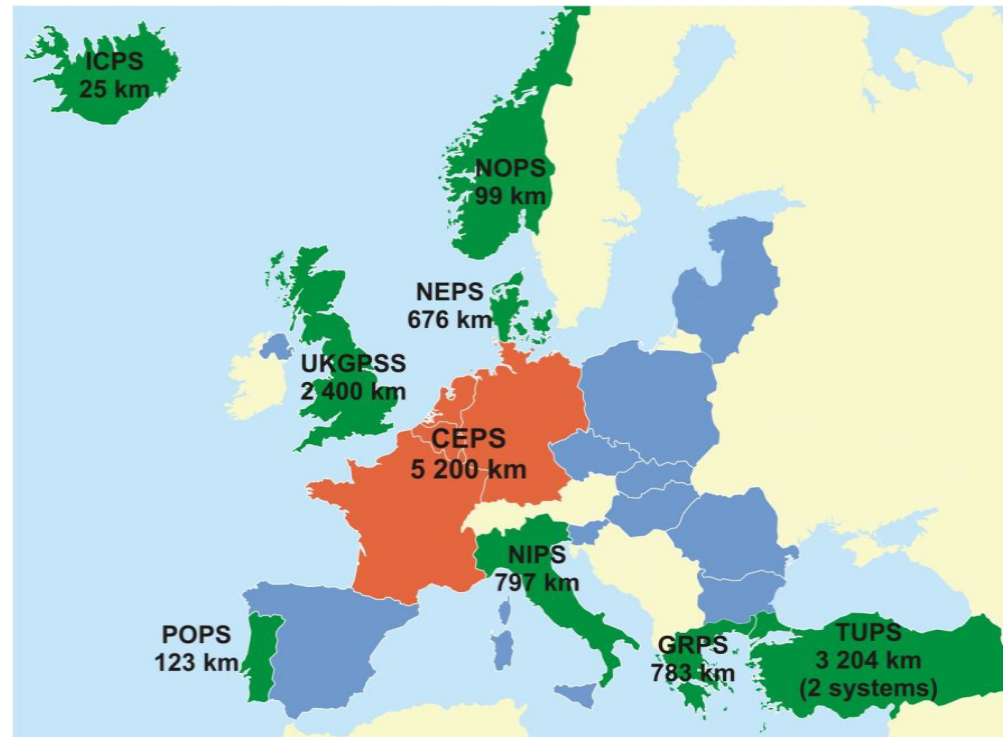 ICPS
25 km
NOPS
99 km
NEPS
676 km
UKGPSS
2 400 km
CEPS
5 200 km
NIPS
797 km
POPS
123 km
GRPS
783 km
TUPS
3 204 km
(2 systems)